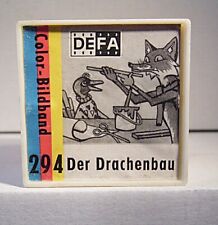 DEFA
Color-Bildband
294 Der Drachenbau